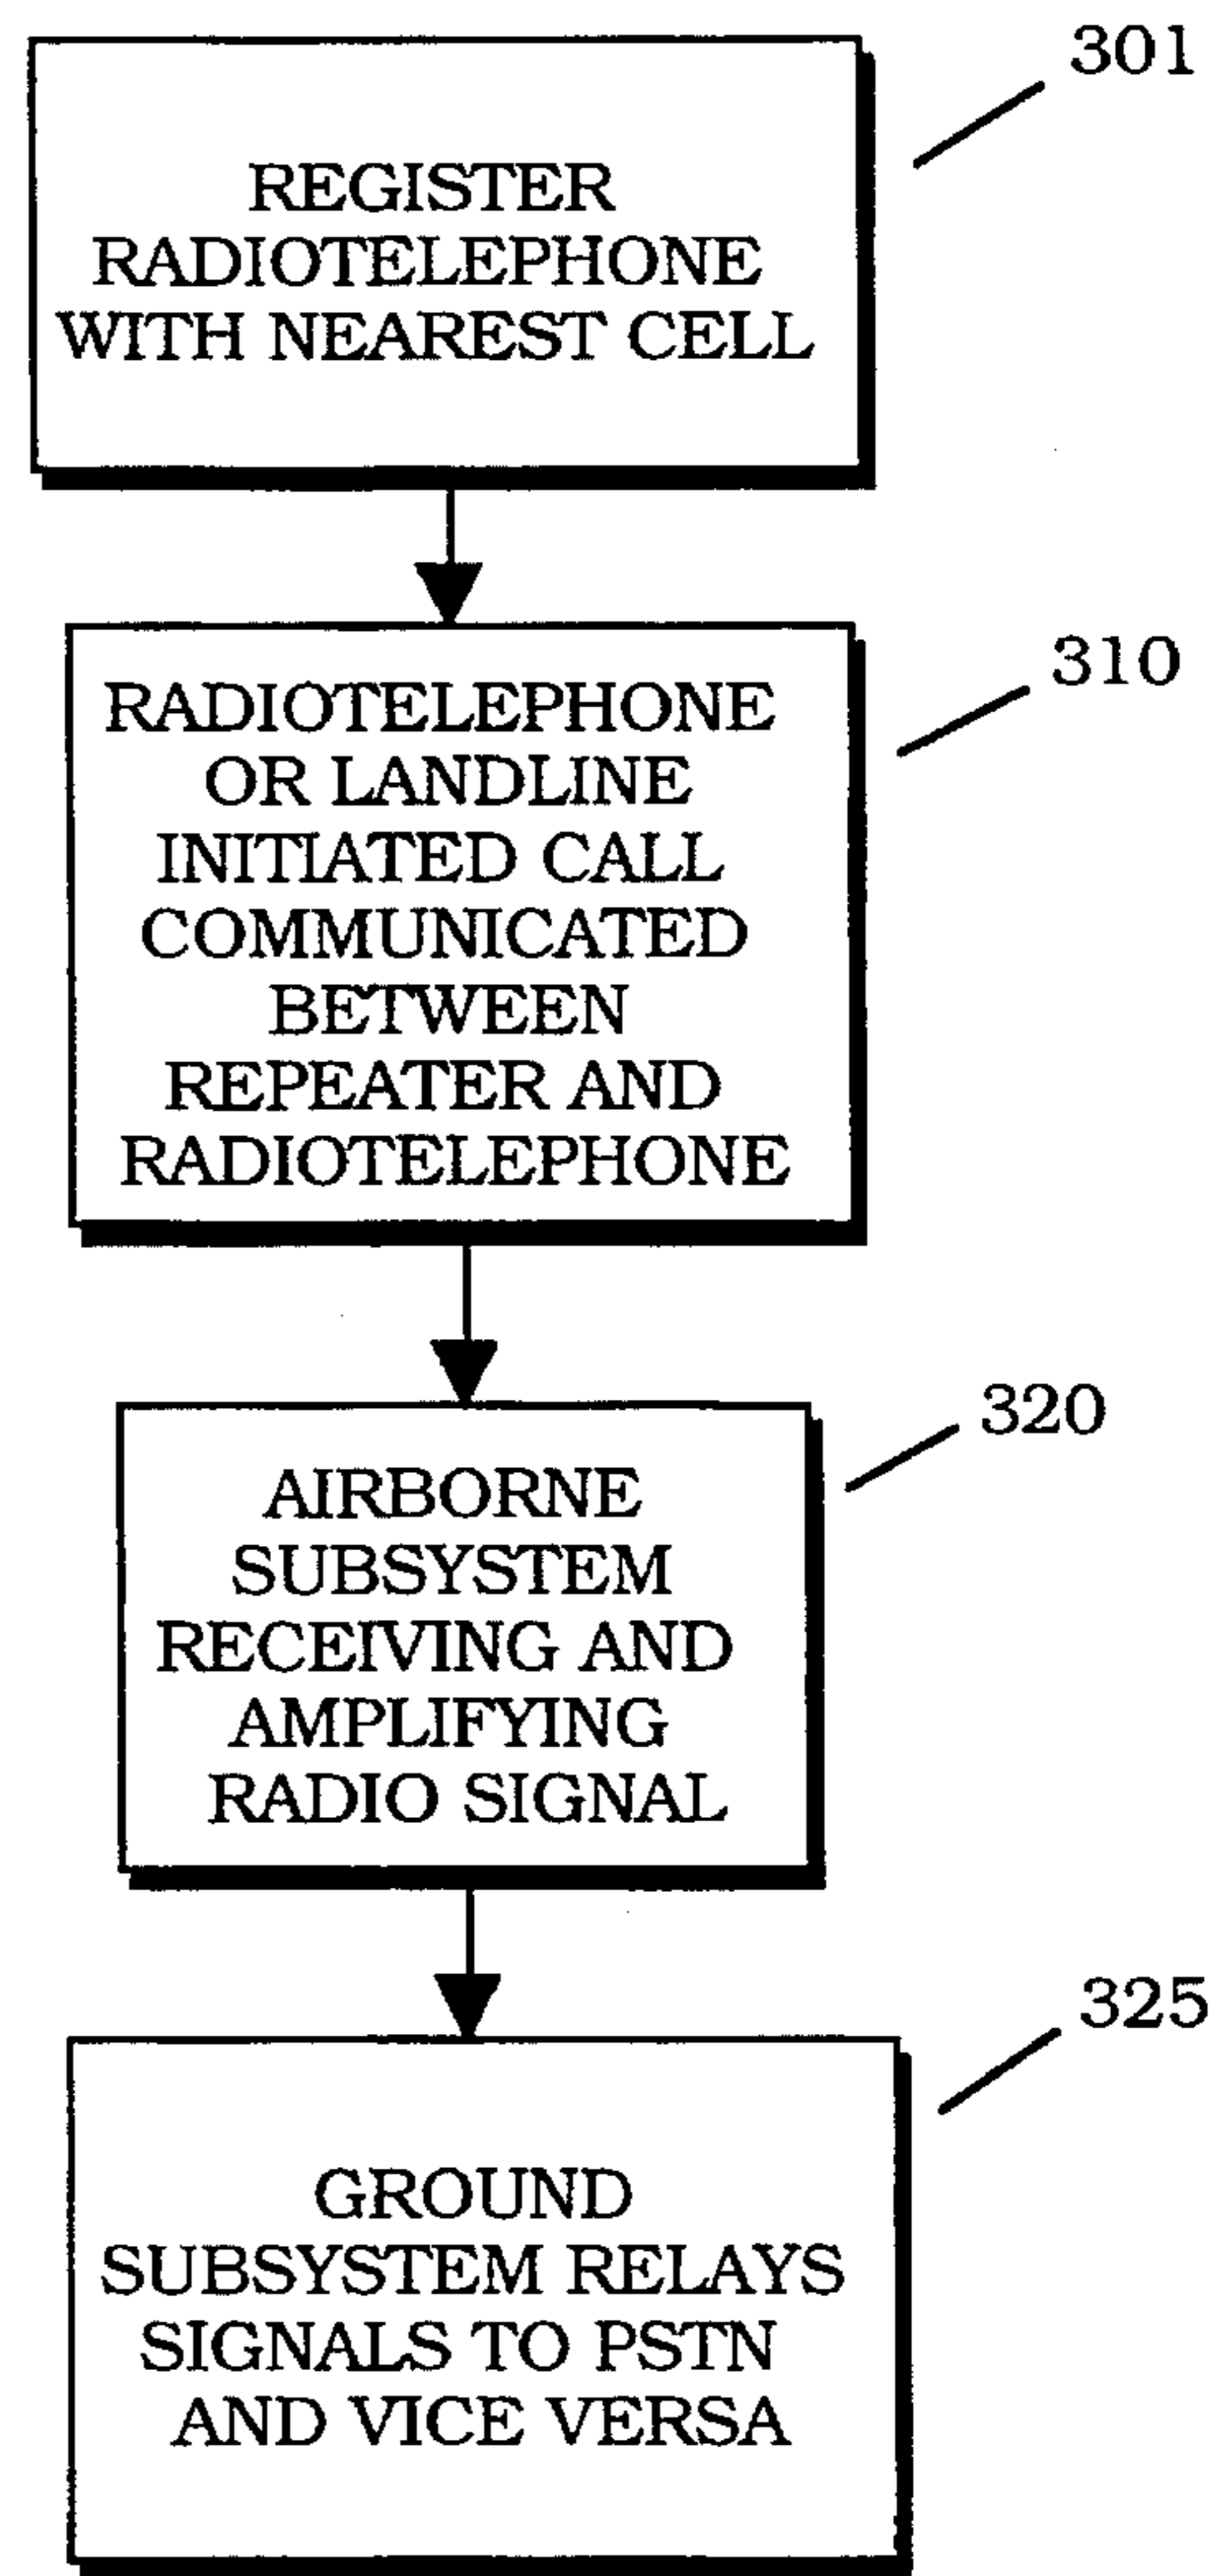 301
REGISTER
RADIOTELEPHONE
WITH NEAREST CELL
310
RADIOTELEPHONE
OR LANDLINE
INITIATED CALL
COMMUNICATED
BETWEEN
REPEATER AND
RADIOTELEPHONE
320
AIRBORNE
SUBSYSTEM
RECEIVING AND
AMPLIFYING
RADIO SIGNAL
325
GROUND
SUBSYSTEM RELAYS
SIGNALS TO PSTN
AND VICE VERSA